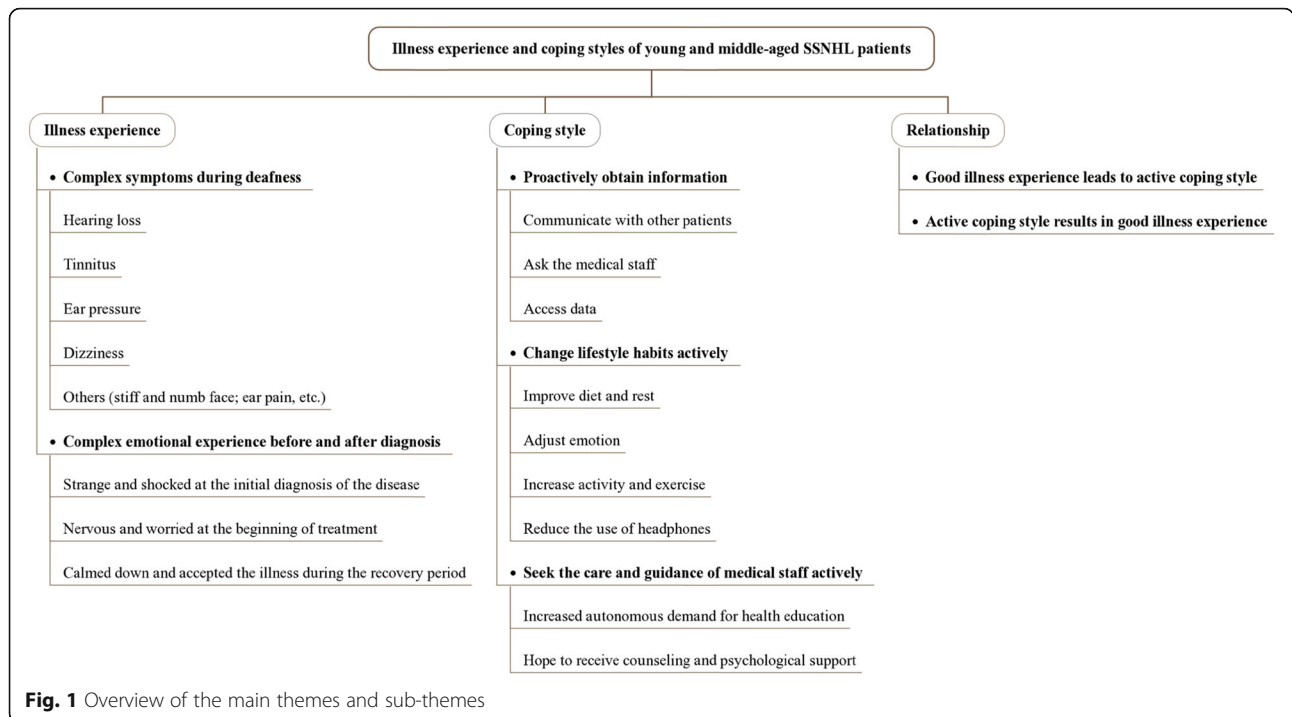 Illness experience and coping styles of young and middle-aged SSNHL patients
Illness experience
• Complex symptoms during deafness
Hearing loss
Tinnitus
Ear pressure
Dizziness
Others (stiff and numb face; ear pain, etc.)
• Complex emotional experience before and after diagnosis
Strange and shocked at the initial diagnosis of the disease
Nervous and worried at the beginning of treatment
Calmed down and accepted the illness during the recovery period
Coping style
• Proactively obtain information
Communicate with other patients
Ask the medical staff
Access data
• Change lifestyle habits actively
Improve diet and rest
Adjust emotion
Increase activity and exercise
Reduce the use of headphones
• Seek the care and guidance of medical staff actively
Increased autonomous demand for health education
Hope to receive counseling and psychological support
Relationship
• Good illness experience leads to active coping style
• Active coping style results in good illness experience
Fig. 1 Overview of the main themes and sub-themes